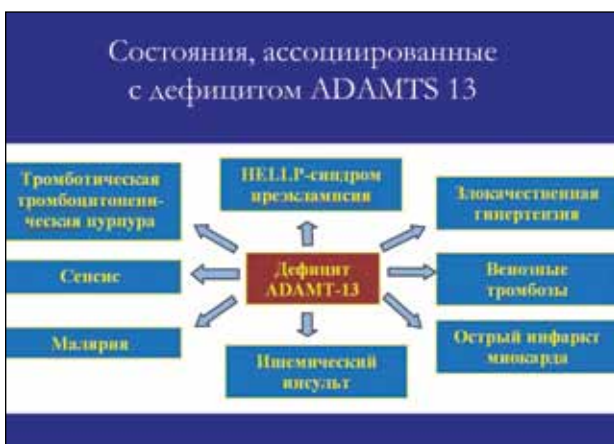 Состояния, ассоциированные
с дефицитом ADAMTS 13
Тромботическая
тромбоцитопени-
ческая пурпура
HELLP-синдром
преэклампсия
Злокачественная
гипертензия
Сепсис
Дефицит
ADAMT-13
Венозные
тромбозы
Малярия
Ишемический
инсульт
Острый инфаркт
миокарда